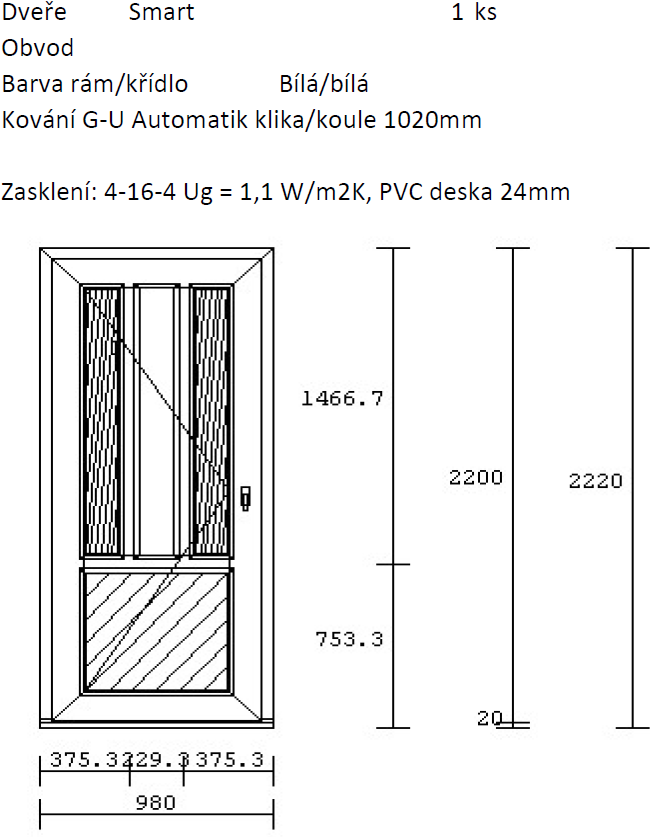 Dveře Smart 1 ks
Obvod
Barva rám/křídlo Bílá/bílá
Kování G-U Automatik klika/koule 1020mm
Zasklení: 4-16-4 Ug = 1,1 W/m2K, PVC deska 24mm
1466.7
2200
2220
753.3
20
375.3 229.3 375.3
980